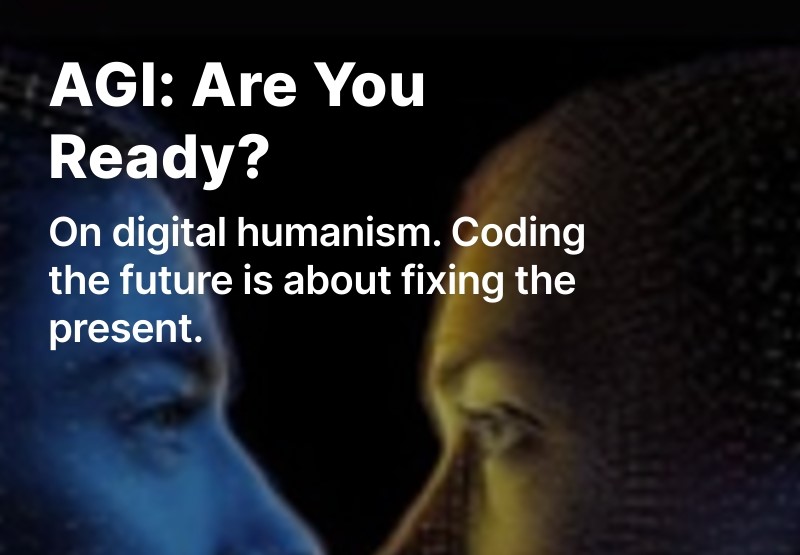 AGI: Are You
Ready?
On digital humanism. Coding
the future is about fixing the
present.